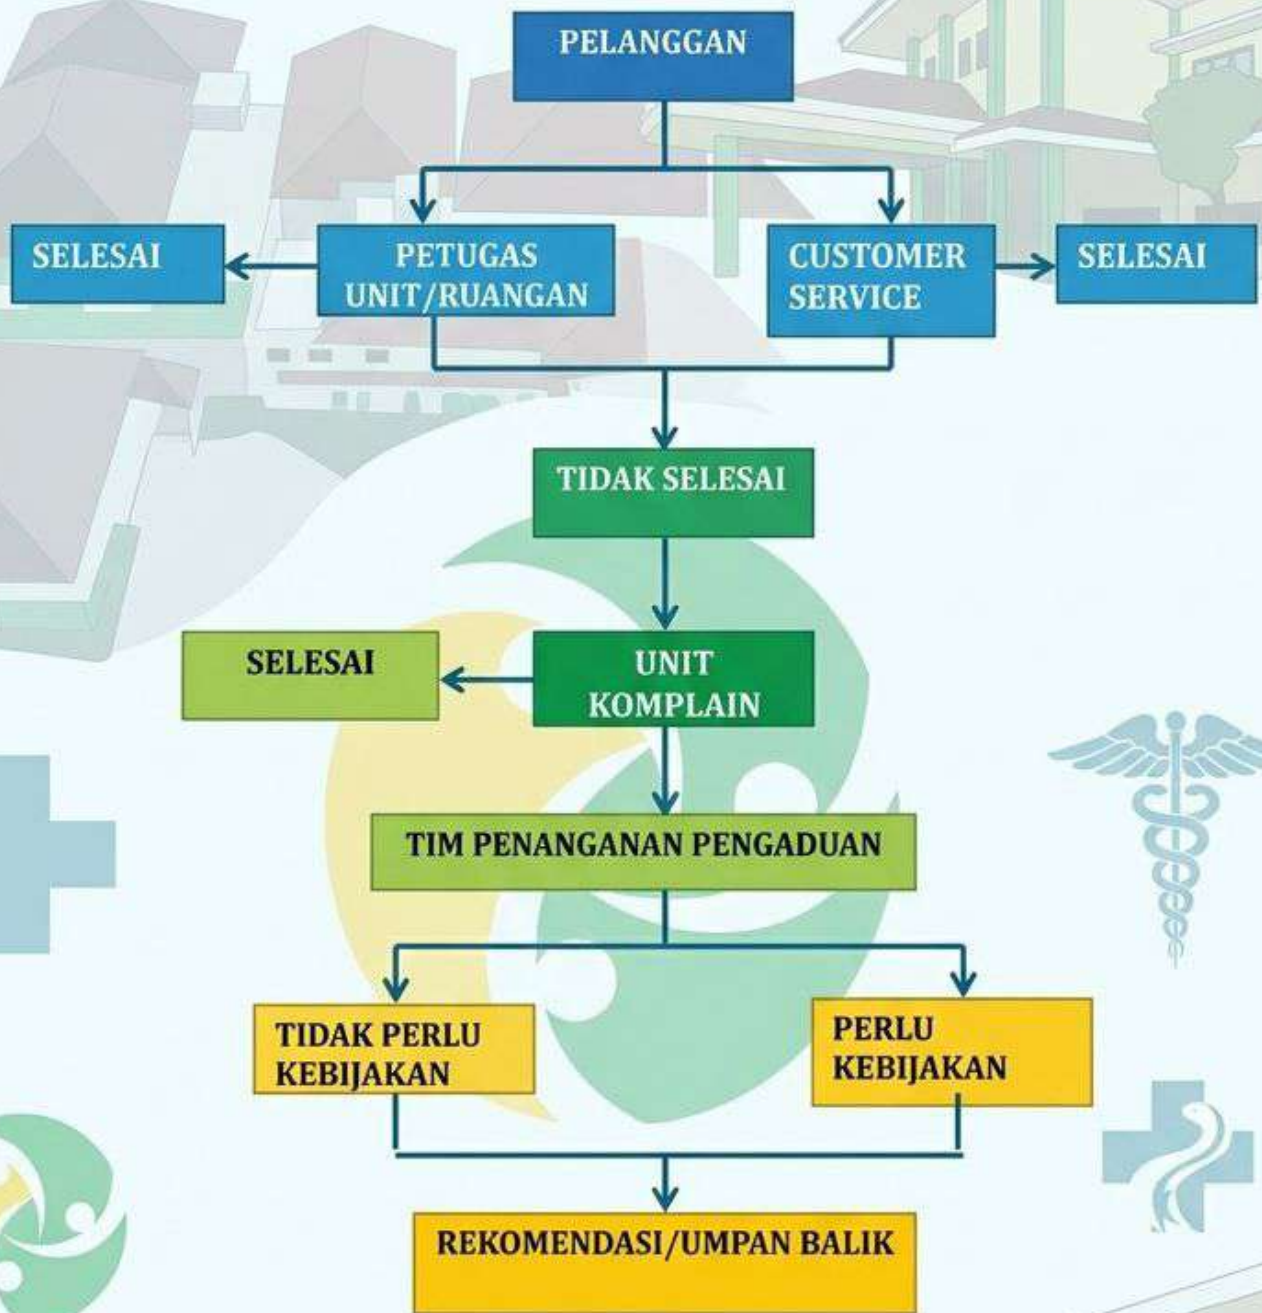 PELANGGAN
SELESAI
PETUGAS
UNIT/RUANGAN
CUSTOMER
SERVICE
SELESAI
TIDAK SELESAI
SELESAI
UNIT
KOMPLAIN
TIM PENANGANAN PENGADUAN
TIDAK PERLU
KEBIJAKAN
PERLU
KEBIJAKAN
REKOMENDASI/UMPAN BALIK